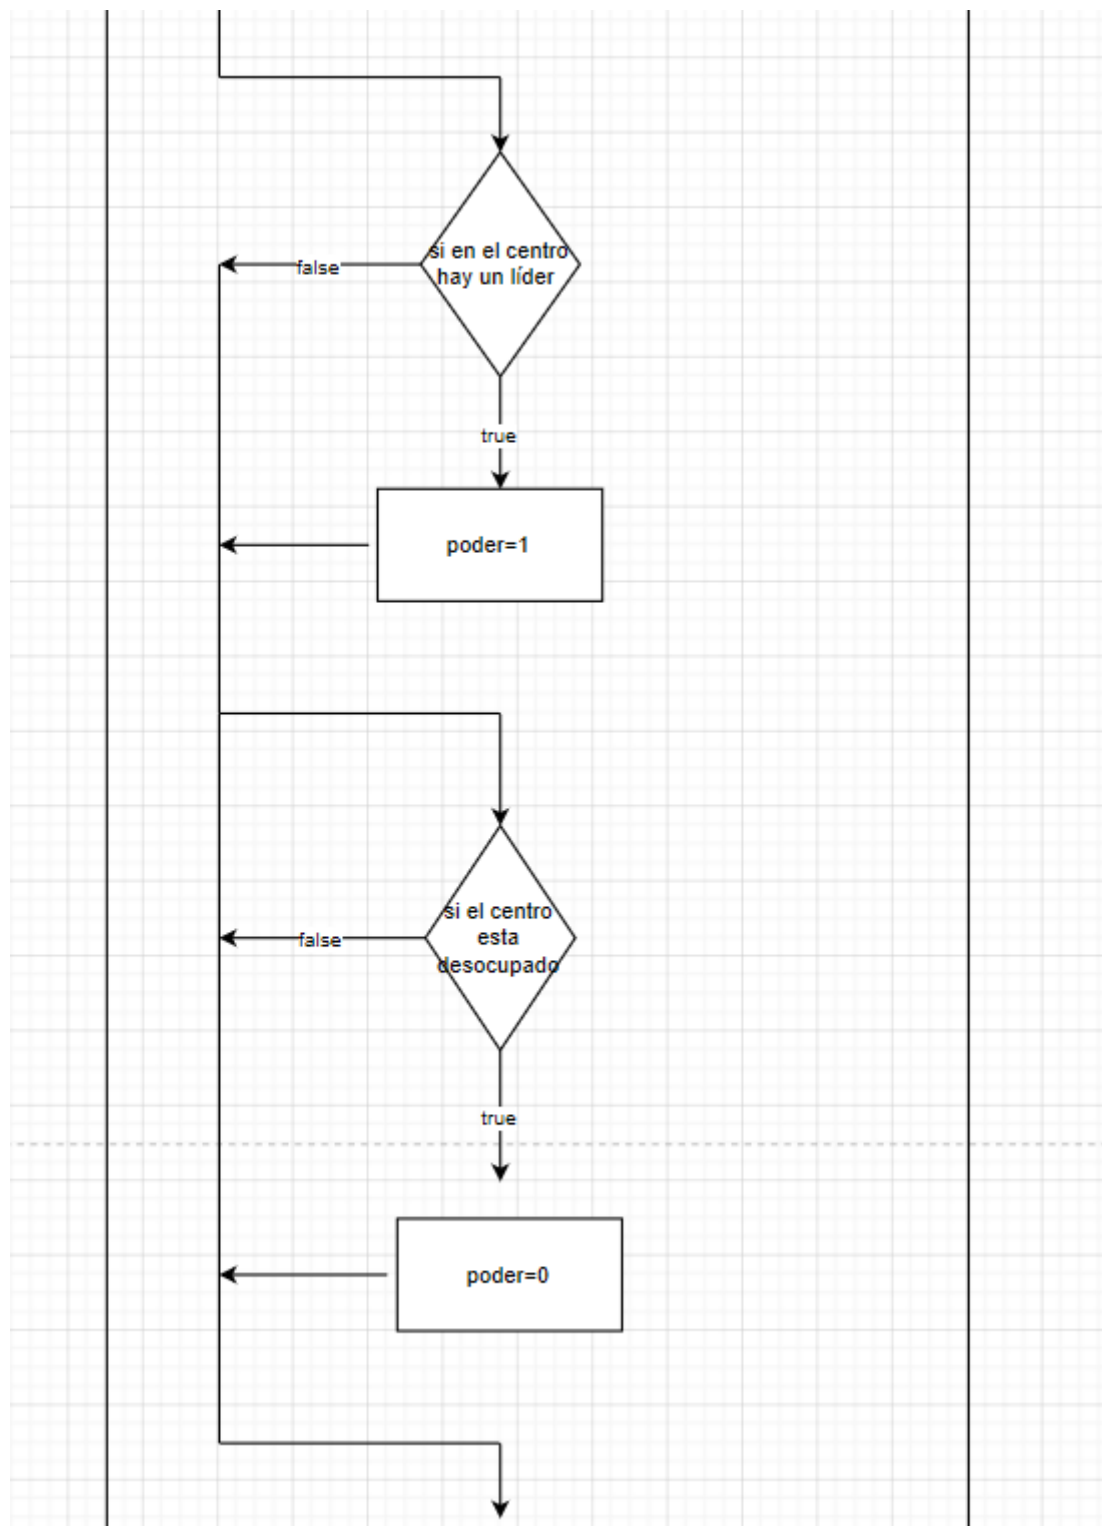 si en el centro
hay un líder
false
true
poder=1
si el centro
esta
desocupado
false
true
poder=0